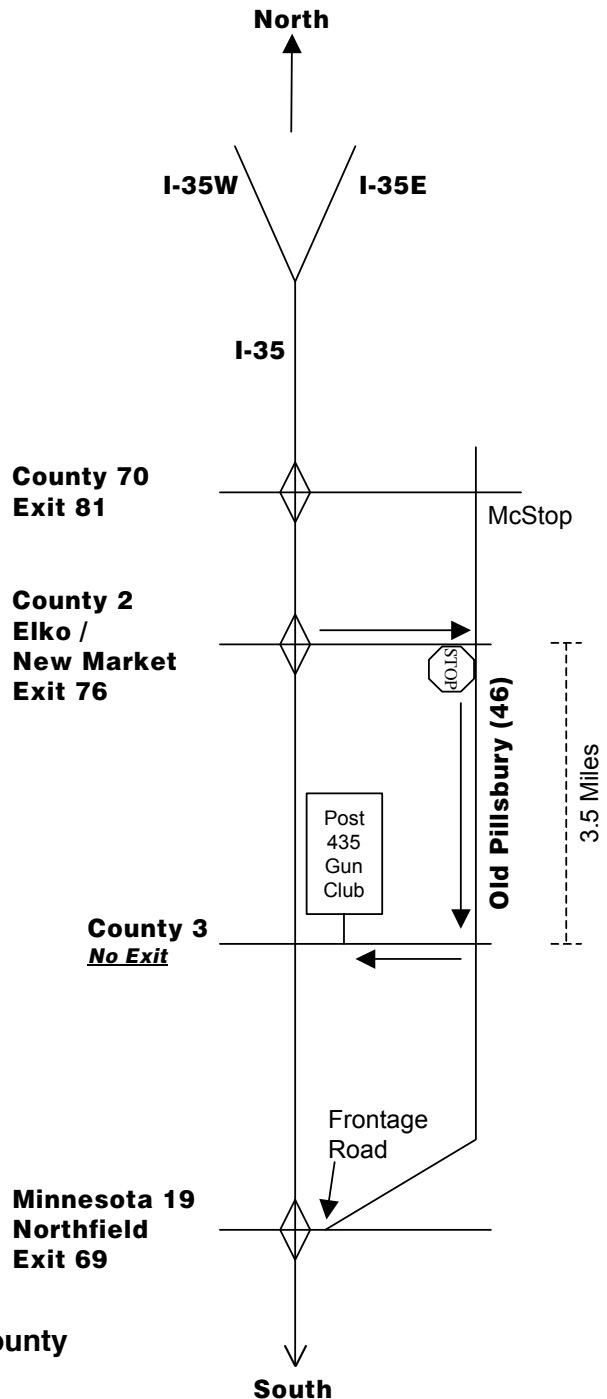 North
I-35W
I-35E
I-35
County 70
Exit 81
McStop
County 2
Elko /
New Market
Exit 76
STOP
Old Pillsbury (46)
3.5 Miles
Post
435
Gun
Club
County 3
No Exit
Frontage
Road
Minnesota 19
Northfield
Exit 69
South